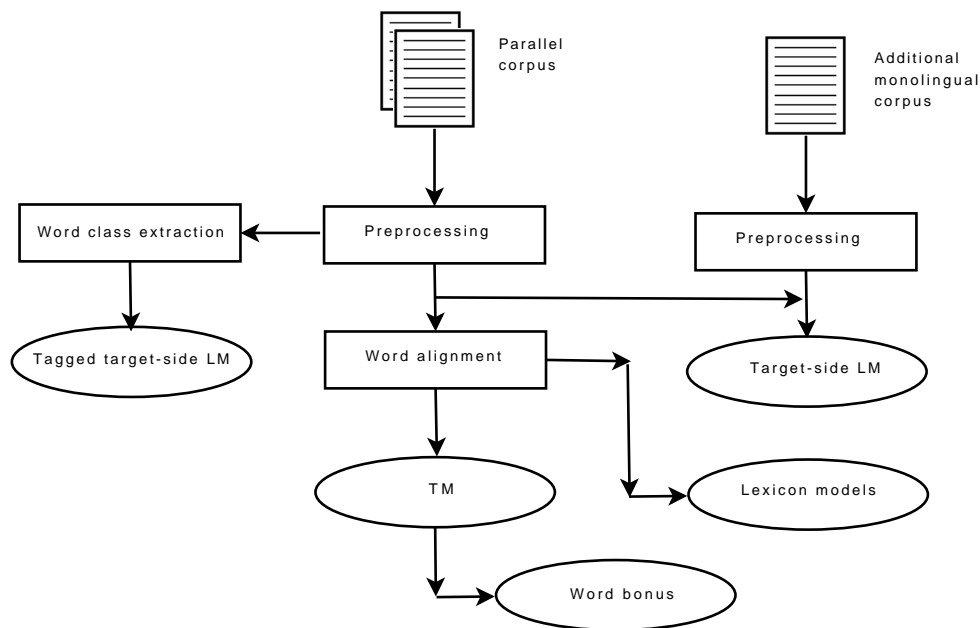 Parallel
corpus
Additional
monolingual
corpus
Word class extraction
Preprocessing
Preprocessing
Tagged target-side LM
Word alignment
Target-side LM
TM
Lexicon models
Word bonus